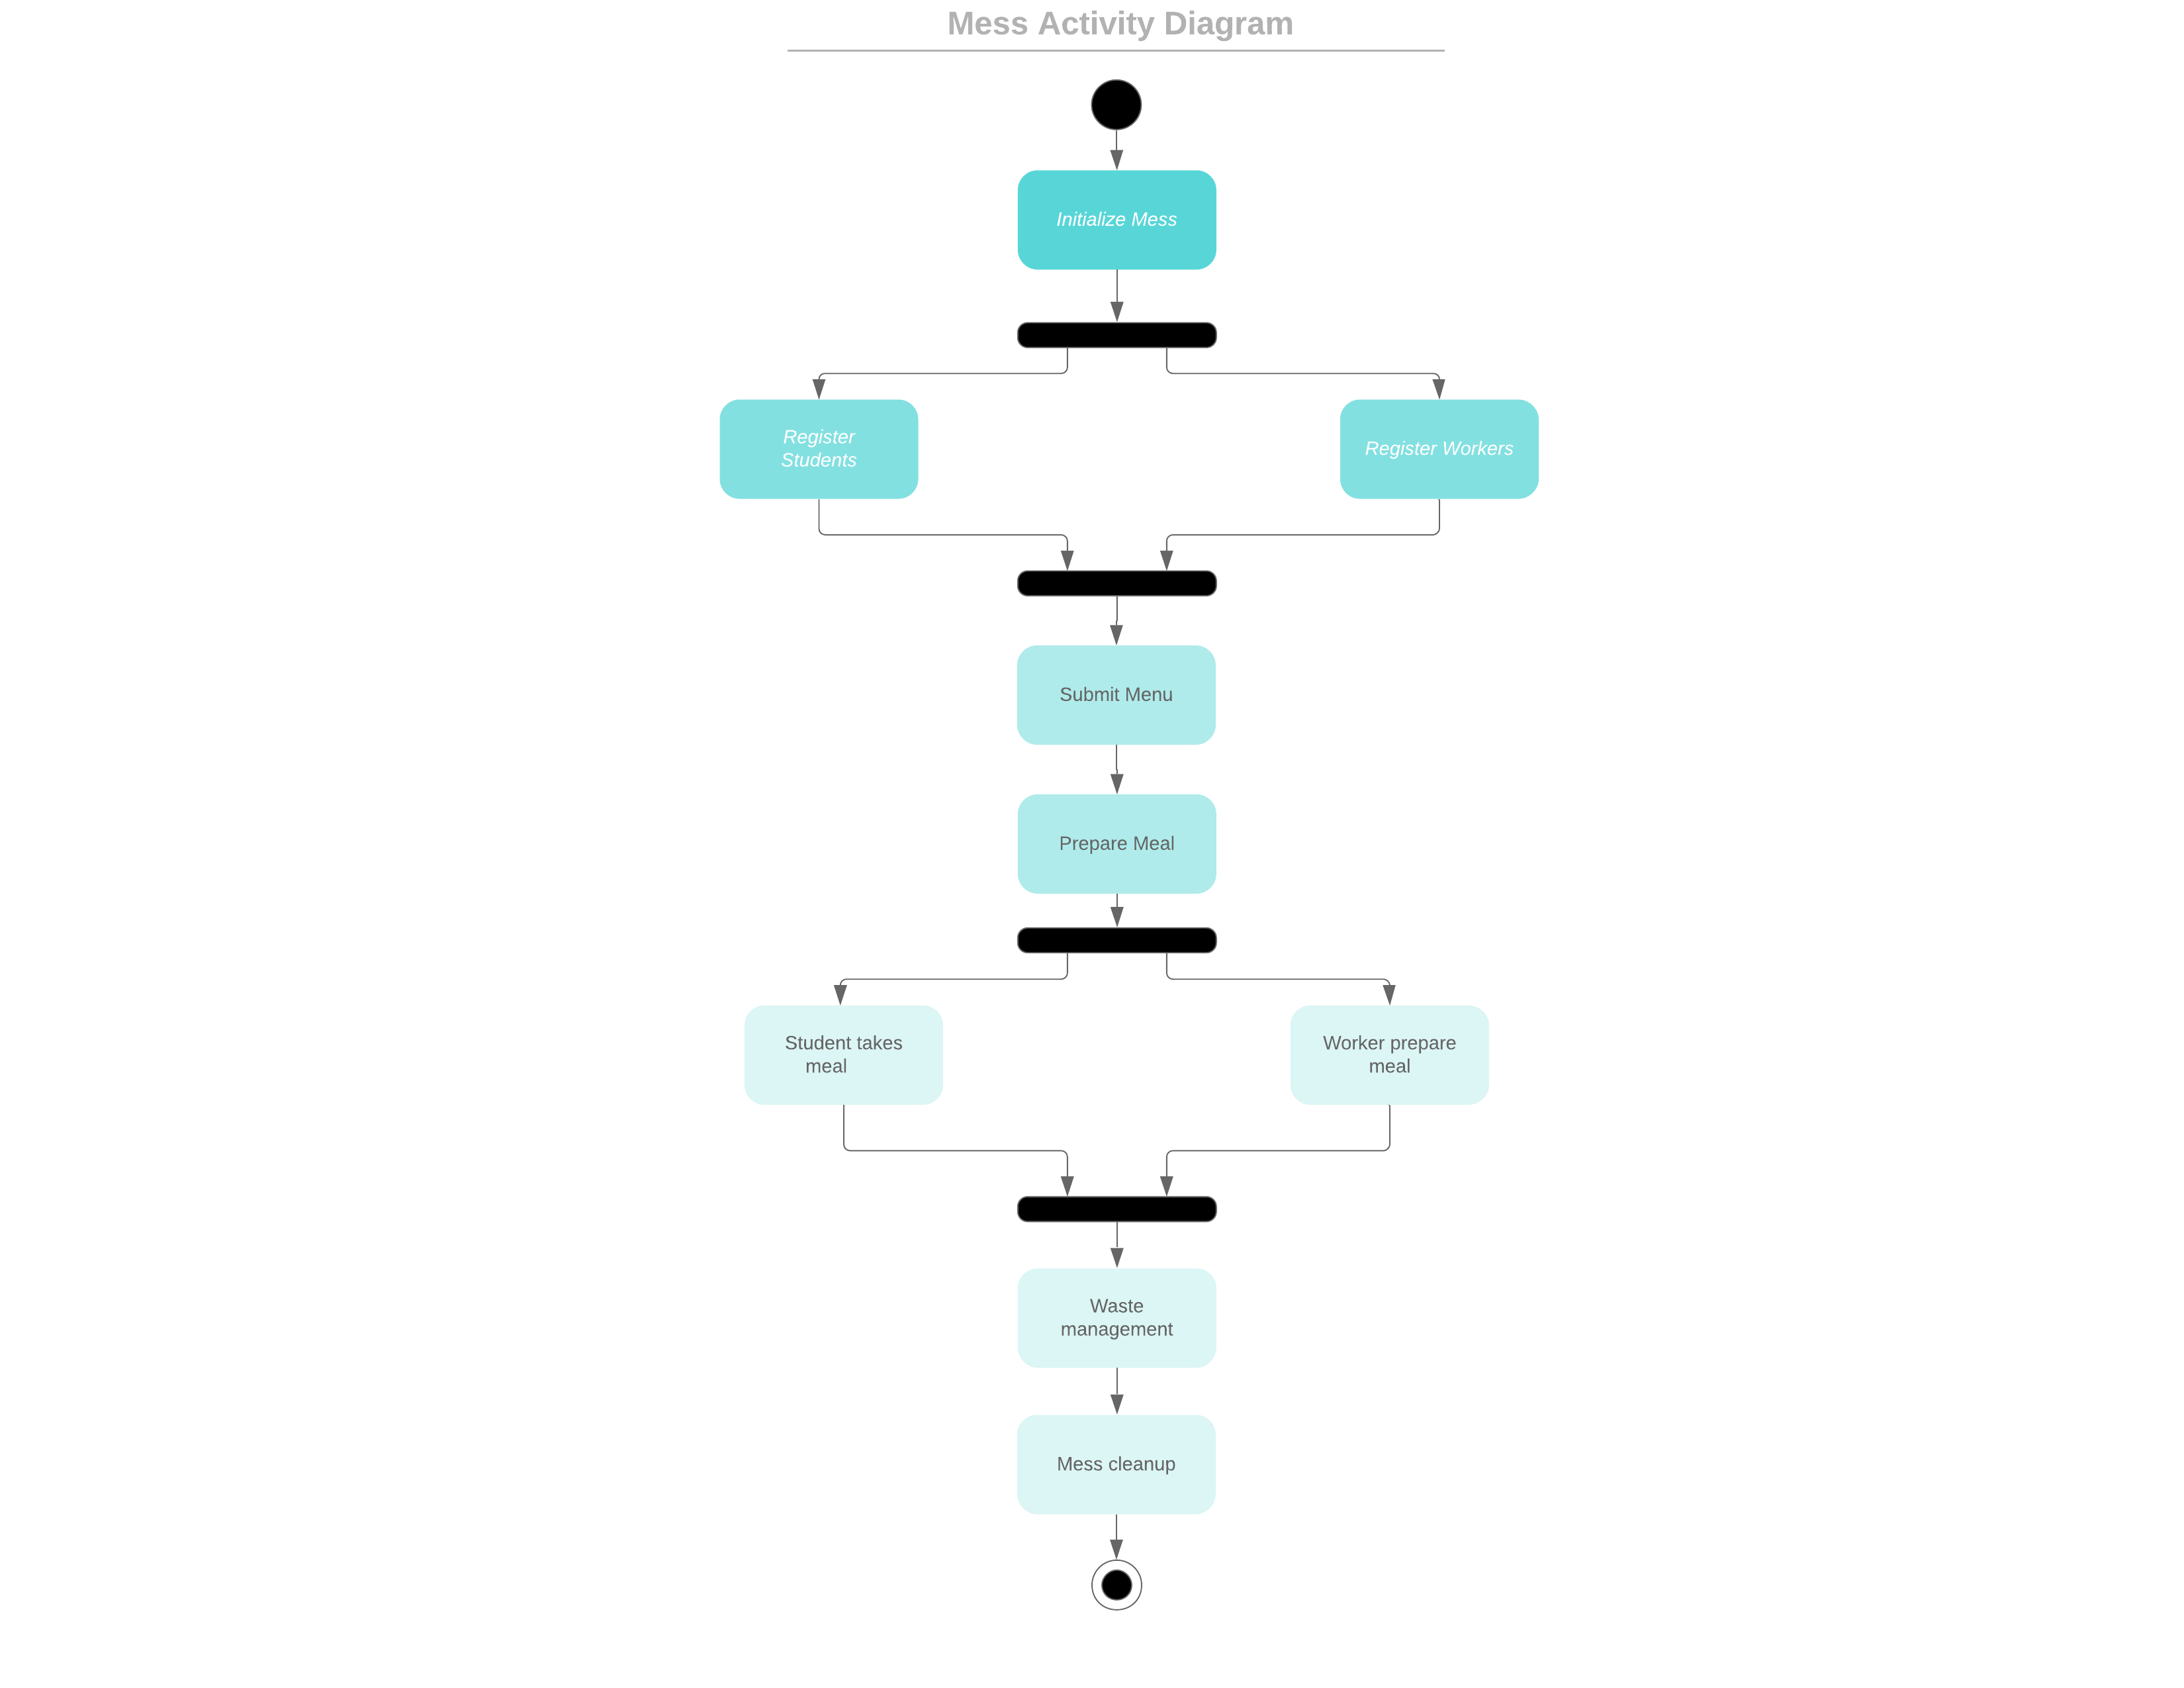 Mess Activity Diagram
Initialize Mess
Register
Students
Register Workers
Submit Menu
Prepare Meal
Student takes
meal
Worker prepare
meal
Waste
management
Mess cleanup